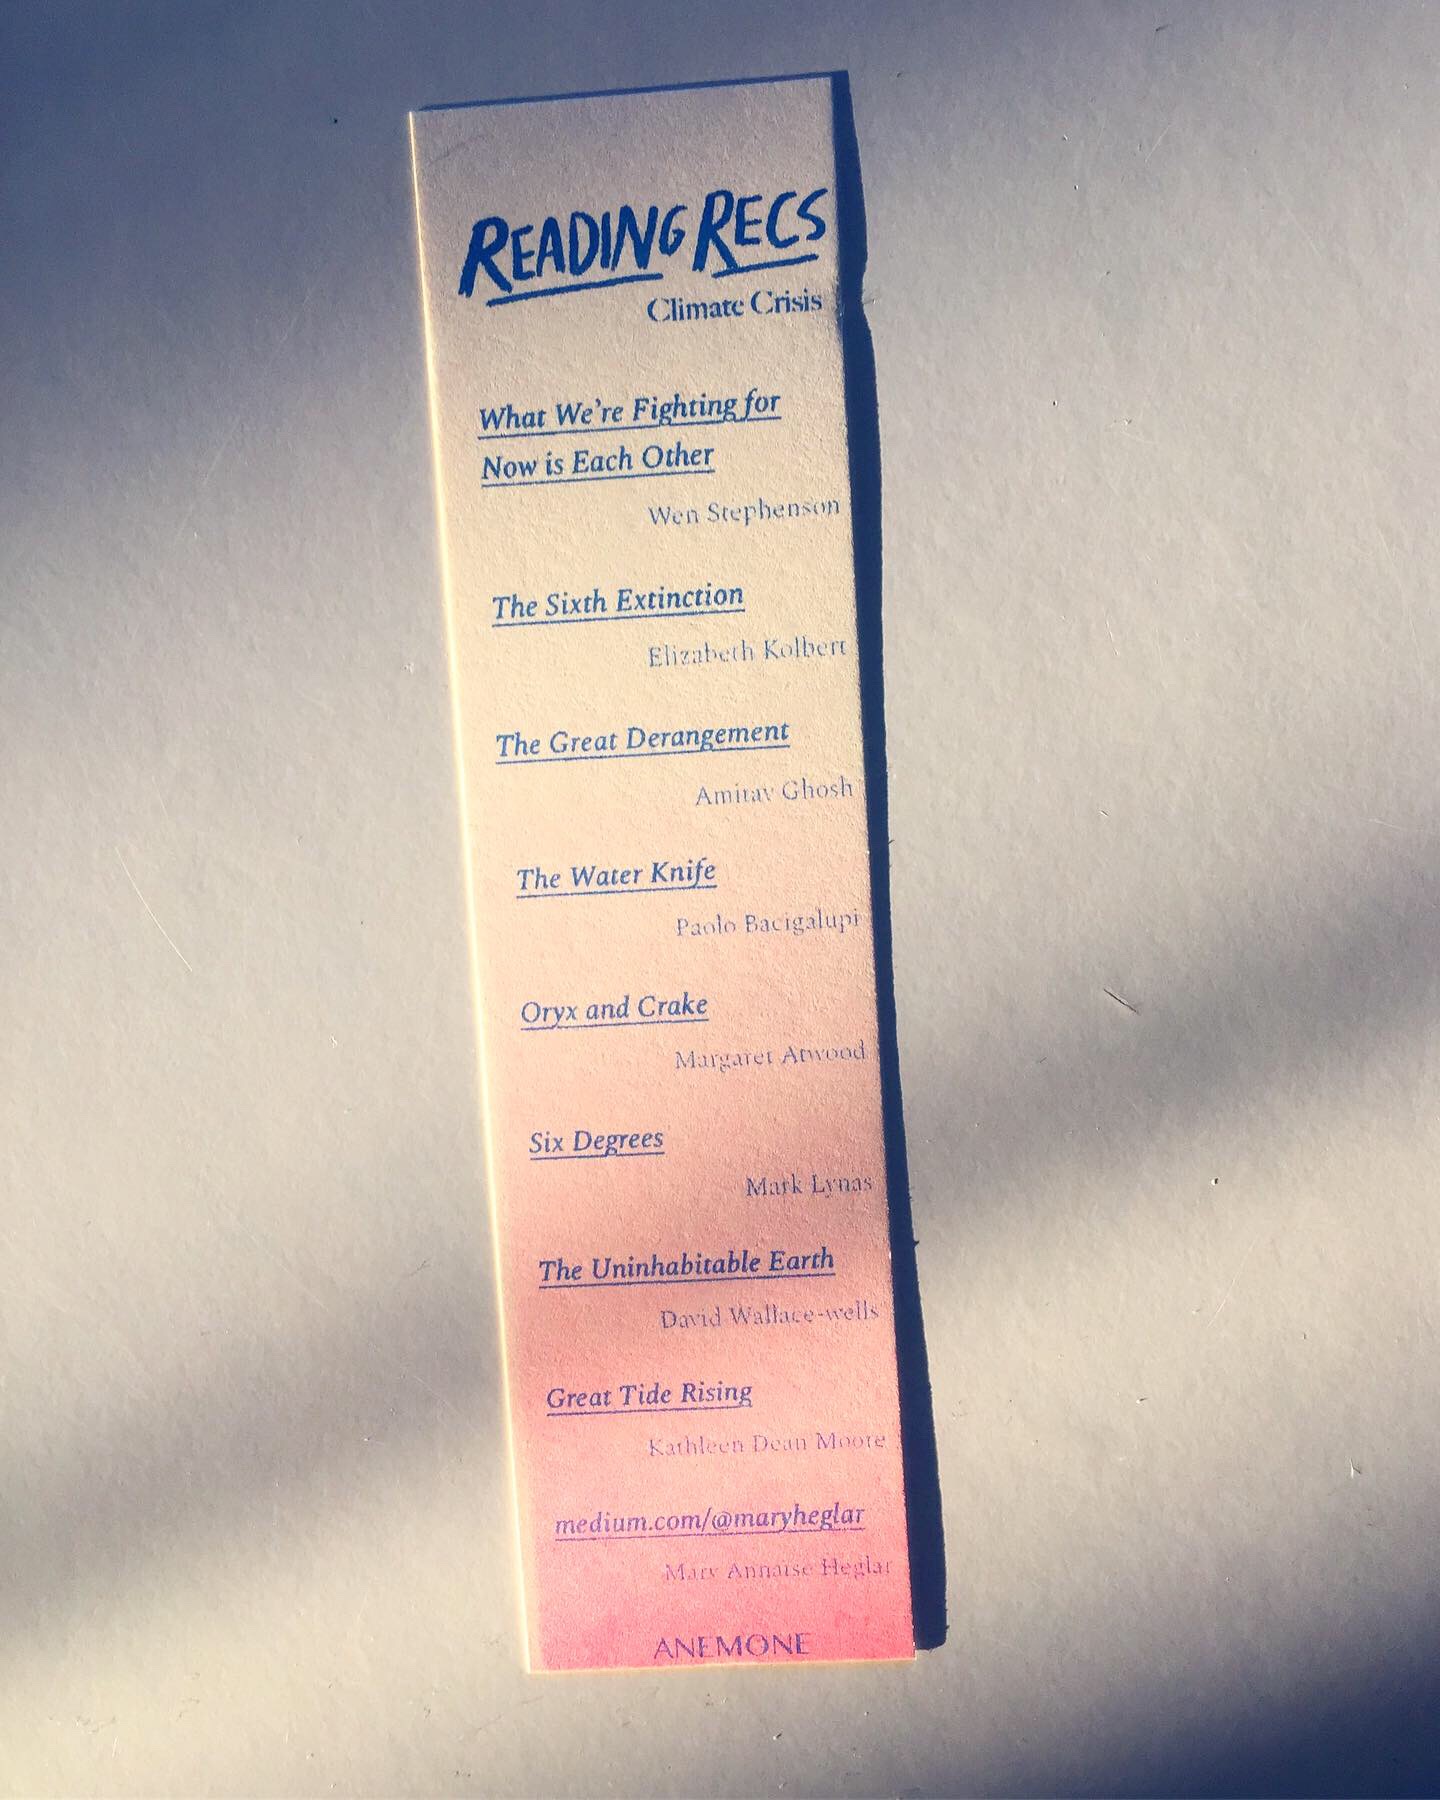 READING RECS
Climate Crisis
What We're Fighting for
Now is Each Other
Wen Stephenson
The Sixth Extinction
Elizabeth Kolbert
The Great Derangement
Amitav Ghosh
The Water Knife
Paolo Bacigalupi
Oryx and Crake
Margaret Atwood
Six Degrees
Mark Lynas
The Uninhabitable Earth
David Wallace-wells
Great Tide Rising
Kathleen Dean Moore
medium.com/@maryheglar
Mary Annaïse Heglar
ANEMONE